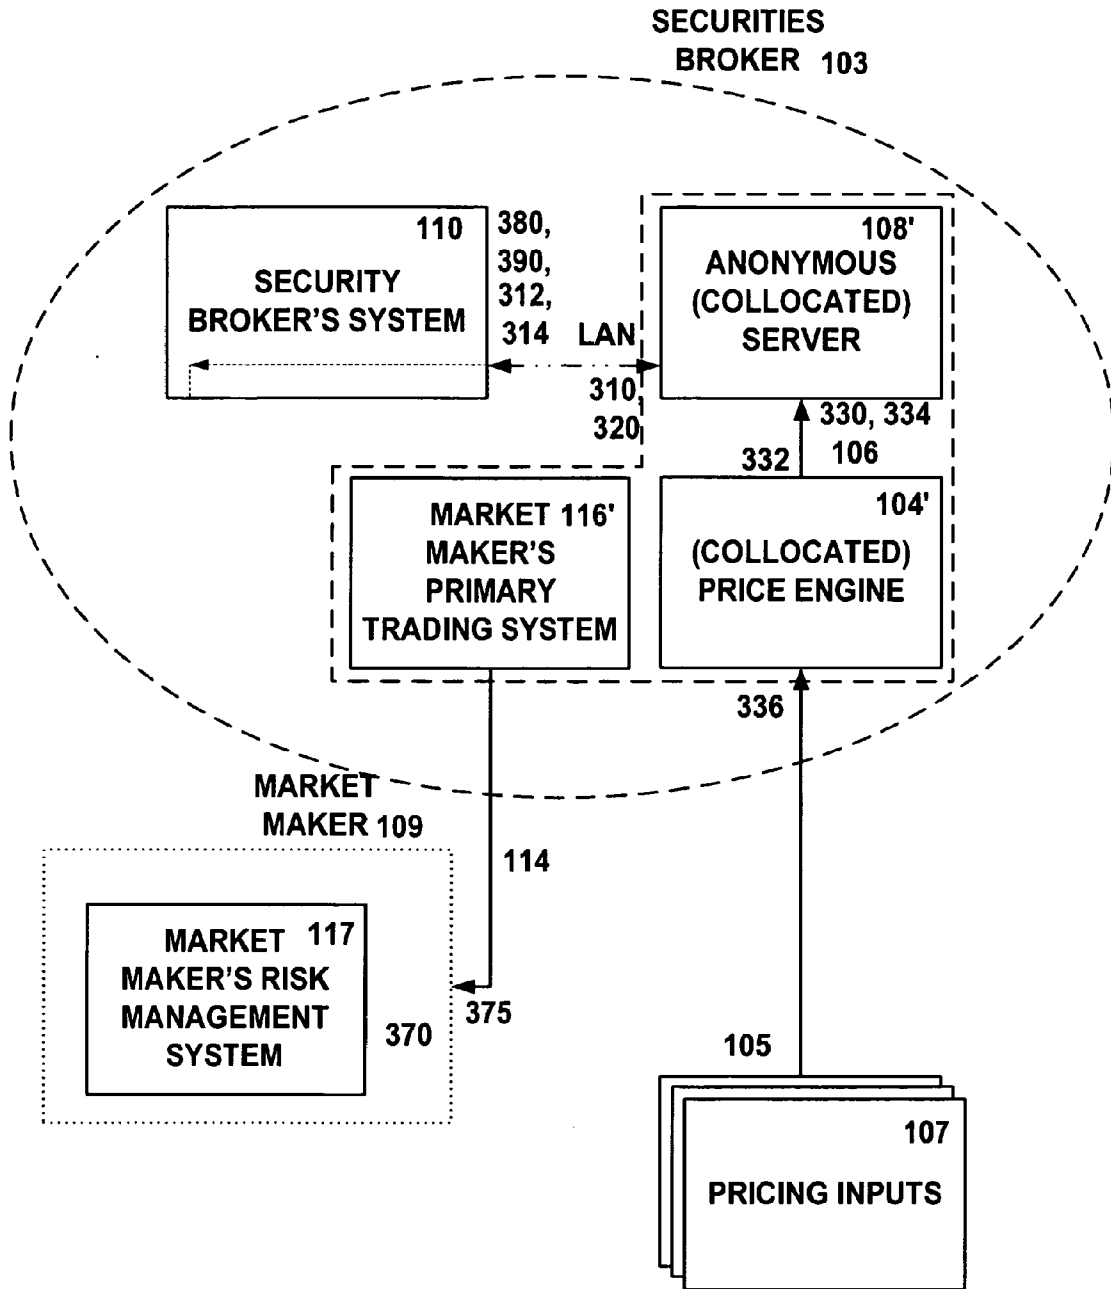 SECURITIES
BROKER 103
110
SECURITY
BROKER'S SYSTEM
380,
390,
312,
314
LAN
310,
320
108'
ANONYMOUS
(COLLOCATED)
SERVER
330, 334
332
106
MARKET 116'
MAKER'S
PRIMARY
TRADING SYSTEM
104'
(COLLOCATED)
PRICE ENGINE
336
MARKET
MAKER 109
114
MARKET 117
MAKER'S RISK
MANAGEMENT
SYSTEM
370
375
105
107
PRICING INPUTS